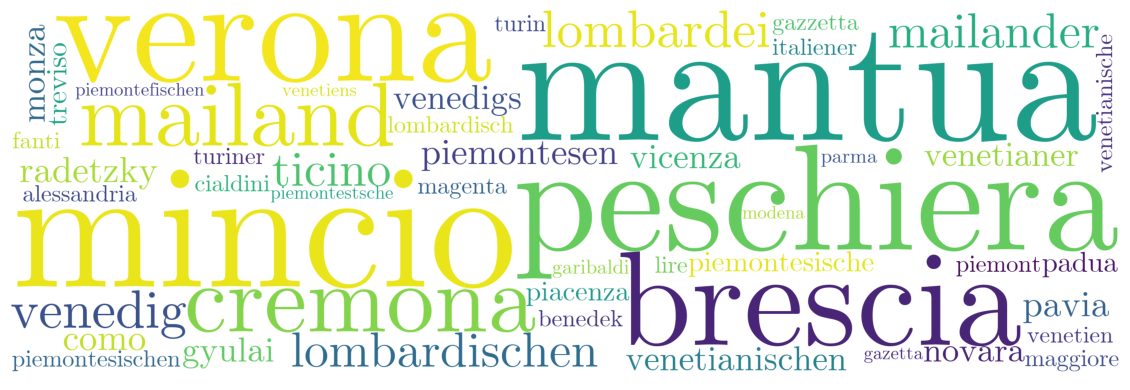 verona
turin
lombardei
gazzetta
italiener
mailander
monza
treviso
piemontefischen
venetiens
mailand
venedigs
lombardisch
mantua
venetianische
fanti
radetzky
turiner
ticino
piemontesen
vicenza
parma
venetianer
alessandria
cialdini
piemontestsche
magenta
mincio
peschiera
modena
garibaldi
lire
piemontesische
piemont
padua
venedig
cremona
piacenza
benedek
brescia
pavia
venetien
como
piemontesischen
gyulai
lombardischen
venetianischen
gazetta
novara
maggiore